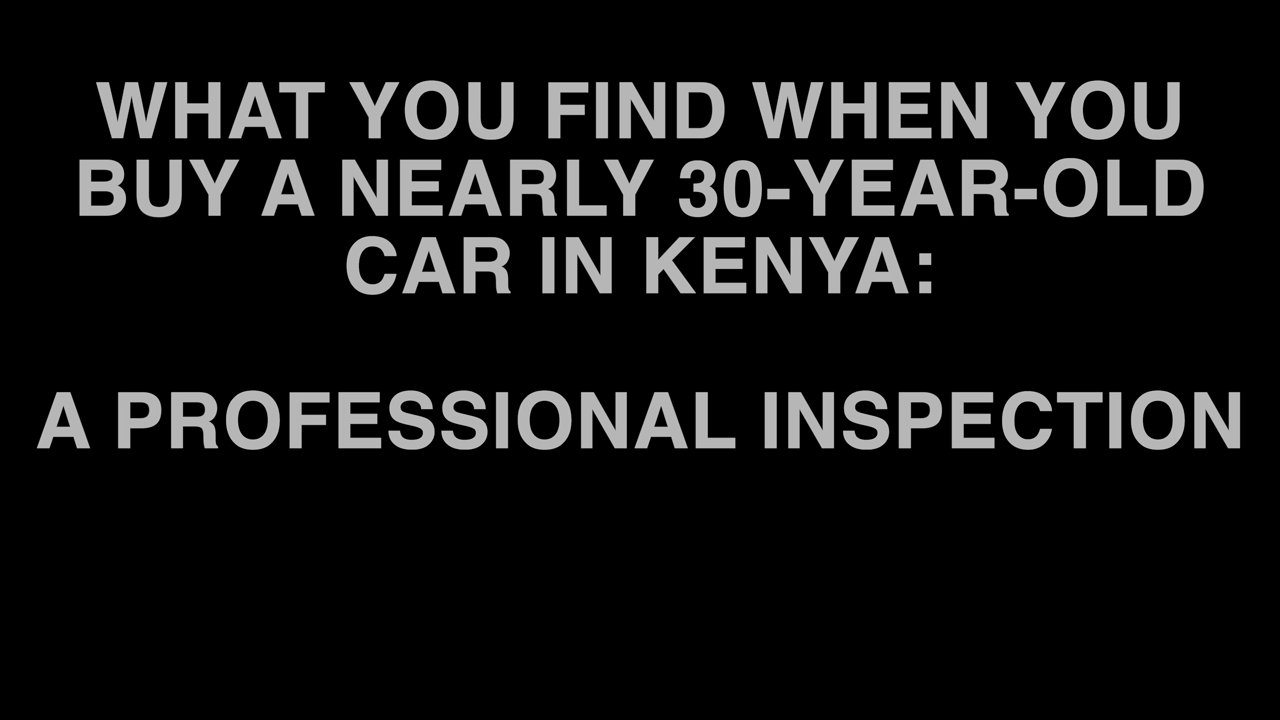 WHAT YOU FIND WHEN YOU
BUY A NEARLY 30-YEAR-OLD
CAR IN KENYA:
A PROFESSIONAL INSPECTION